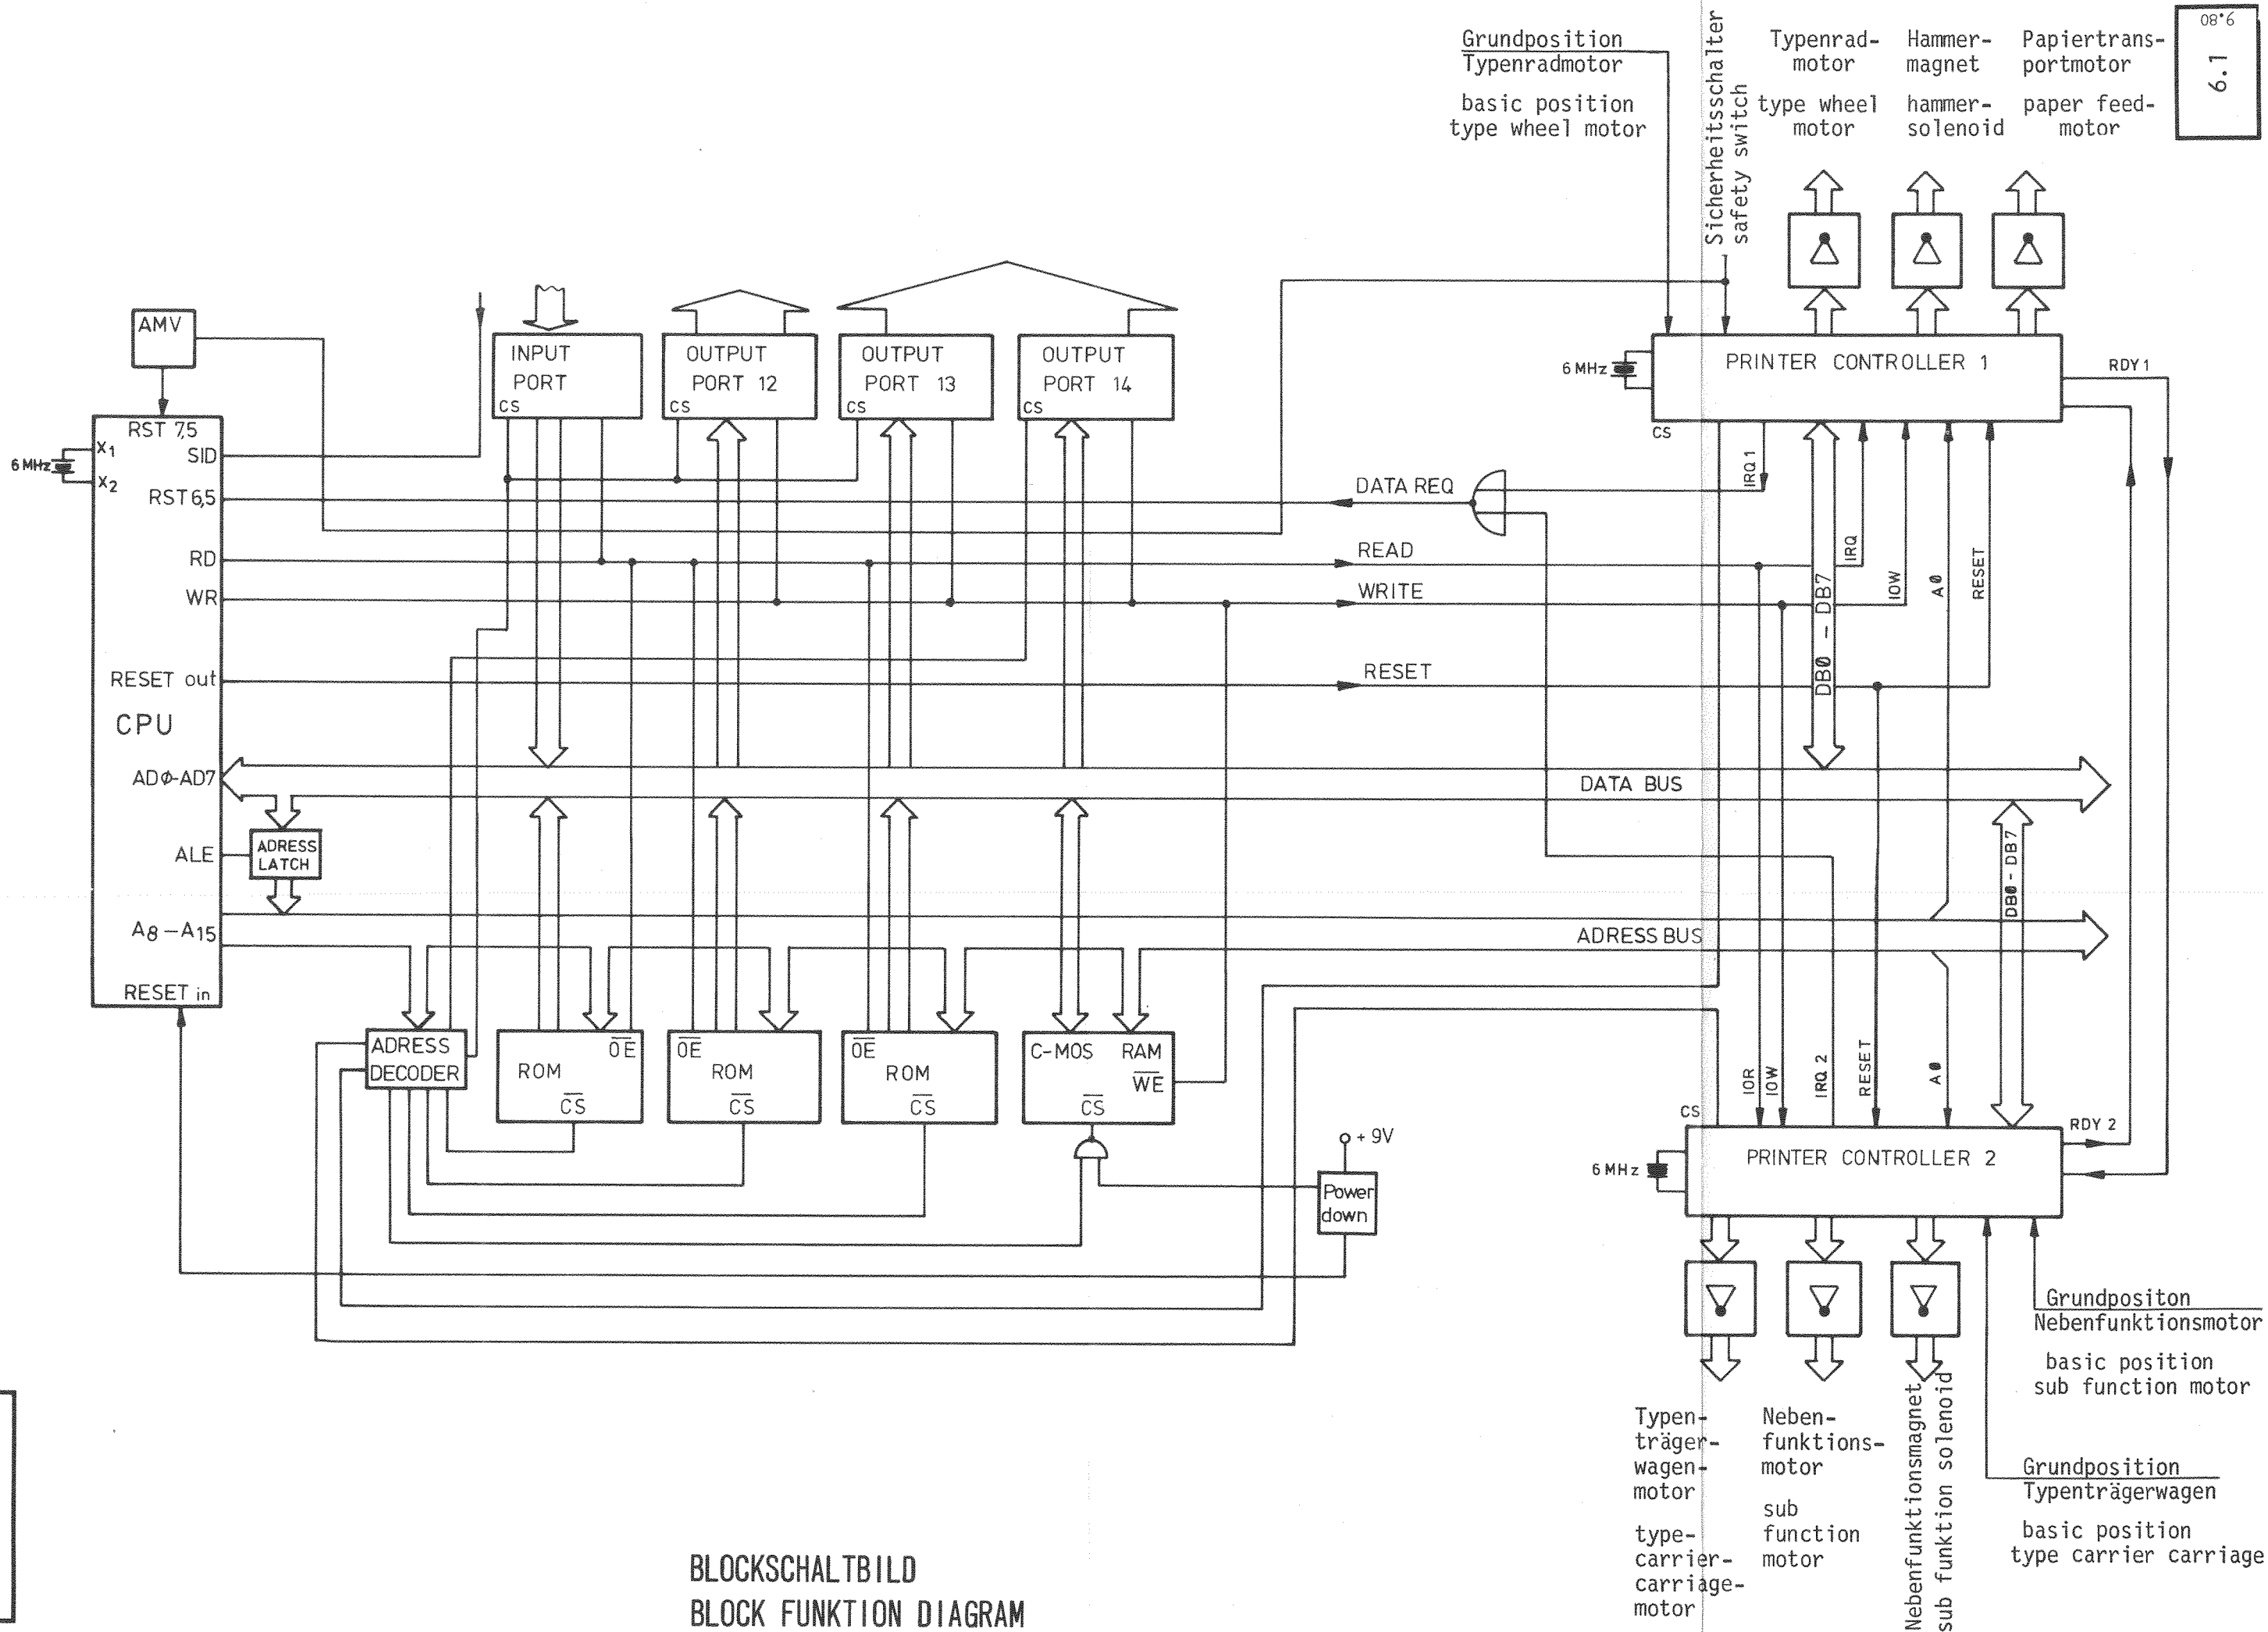 9.80
6.1
Grundposition
Typenradmotor
basic position
type wheel motor
Sicherheitsschalter
safety switch
Typenrad-
motor
type wheel
motor
Hammer-
magnet
hammer-
solenoid
Papiertrans-
portmotor
paper feed-
motor
AMV
INPUT
PORT
CS
OUTPUT
PORT 12
CS
OUTPUT
PORT 13
CS
OUTPUT
PORT 14
CS
6 MHz
PRINTER CONTROLLER 1
CS
RDY 1
RST 7,5
X1
6 MHz
X2
SID
RST 6,5
RD
WR
RESET out
CPU
ADØ-AD7
ALE
A8 – A15
RESET in
ADRESS
LATCH
DATA REQ
READ
WRITE
RESET
IRQ 1
DBØ - DB7
IRQ
IOW
AØ
RESET
DATA BUS
ADRESS BUS
DBØ - DB7
ADRESS
DECODER
OE
ROM
CS
OE
ROM
CS
OE
ROM
CS
C-MOS RAM
WE
CS
+ 9V
Power
down
IOR
IOW
IRQ 2
RESET
AØ
CS
RDY 2
6 MHz
PRINTER CONTROLLER 2
Grundpositon
Nebenfunktionsmotor
basic position
sub function motor
Typen-
träger-
wagen-
motor
type-
carrier-
carriage-
motor
Neben-
funktions-
motor
sub
function
motor
Nebenfunktionsmagnet
sub funktion solenoid
Grundposition
Typenträgerwagen
basic position
type carrier carriage
BLOCKSCHALTBILD
BLOCK FUNKTION DIAGRAM